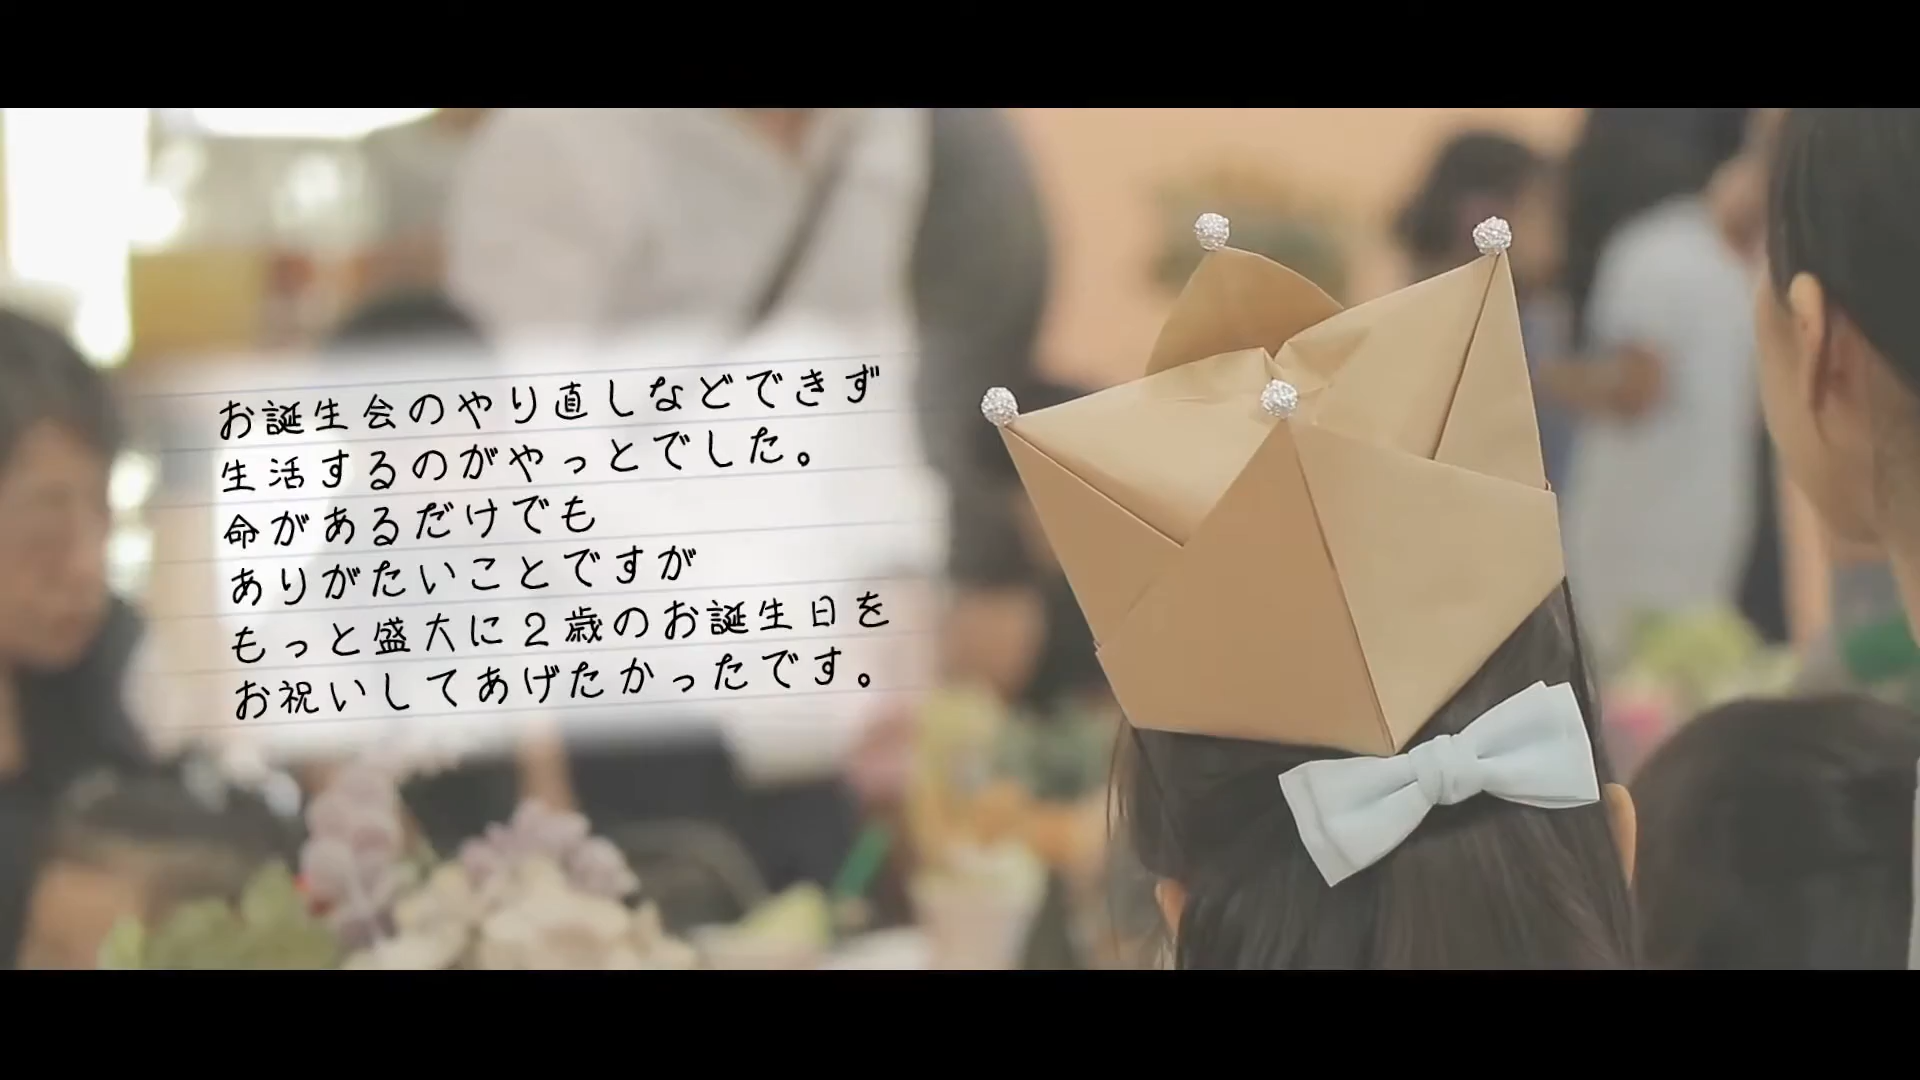 お誕生会のやり直しなどできず
生活するのがやっとでした。
命があるだけでも
ありがたいことですが
もっと盛大に2歳のお誕生日を
お祝いしてあげたかったです。